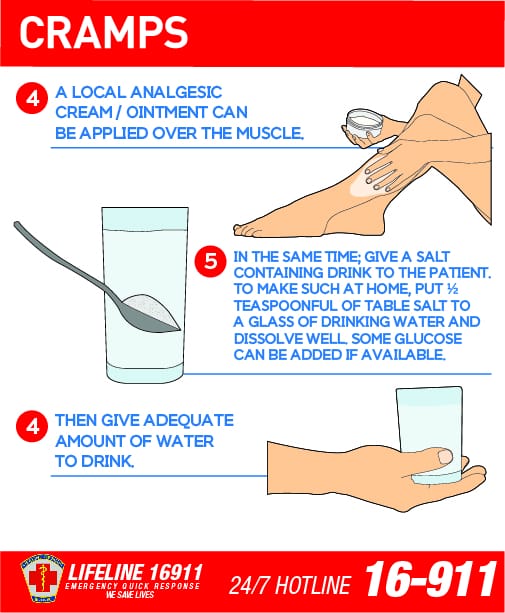 CRAMPS
4
A LOCAL ANALGESIC
CREAM / OINTMENT CAN
BE APPLIED OVER THE MUSCLE.
5
IN THE SAME TIME; GIVE A SALT
CONTAINING DRINK TO THE PATIENT.
TO MAKE SUCH AT HOME, PUT ½
TEASPOONFUL OF TABLE SALT TO
A GLASS OF DRINKING WATER AND
DISSOLVE WELL. SOME GLUCOSE
CAN BE ADDED IF AVAILABLE.
4
THEN GIVE ADEQUATE
AMOUNT OF WATER
TO DRINK.
LIFELINE 16911
EMERGENCY QUICK RESPONSE
WE SAVE LIVES
24/7 HOTLINE 16-911